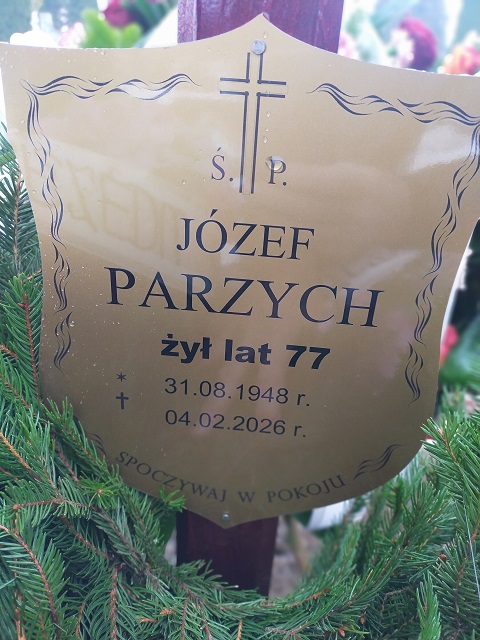 Ś. P.
JÓZEF
PARZYCH
żył lat 77
* 31.08.1948 r.
✝ 04.02.2026 r.
SPOCZYWAJ W POKOJU